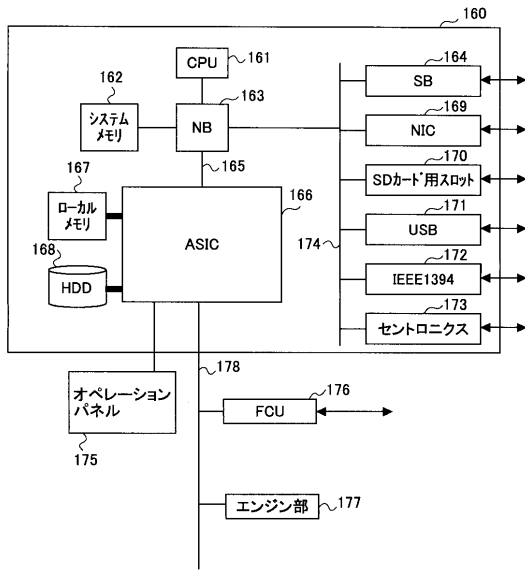 160
CPU
161
164
SB
162
163
システム
メモリ
NB
169
NIC
167
165
170
SDカード用スロット
ローカル
メモリ
166
171
USB
168
ASIC
174
172
IEEE1394
HDD
173
セントロニクス
178
オペレーション
パネル
176
FCU
175
エンジン部
177